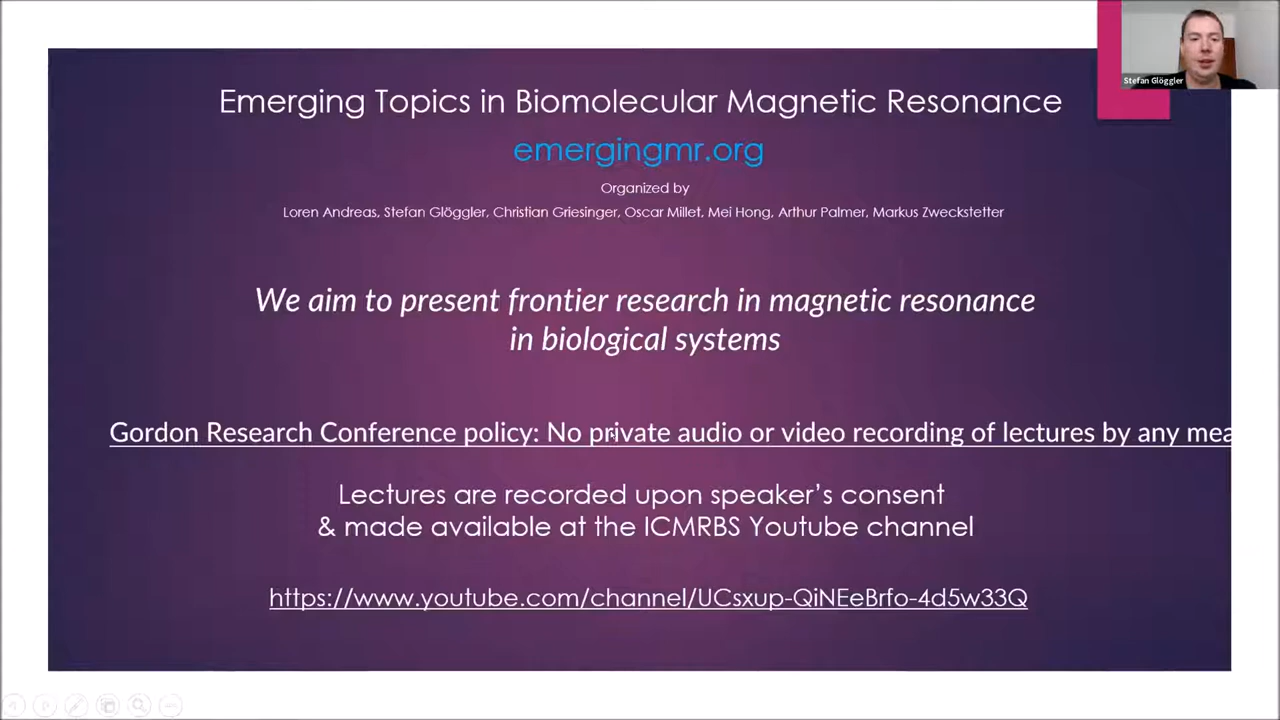 Stefan Glöggler
Emerging Topics in Biomolecular Magnetic Resonance
emergingmr.org
Organized by
Loren Andreas, Stefan Glöggler, Christian Griesinger, Oscar Millet, Mei Hong, Arthur Palmer, Markus Zweckstetter
We aim to present frontier research in magnetic resonance
in biological systems
Gordon Research Conference policy: No private audio or video recording of lectures by any mea
Lectures are recorded upon speaker's consent
& made available at the ICMRBS Youtube channel
https://www.youtube.com/channel/UCsxup-QiNEeBrfo-4d5w33Q